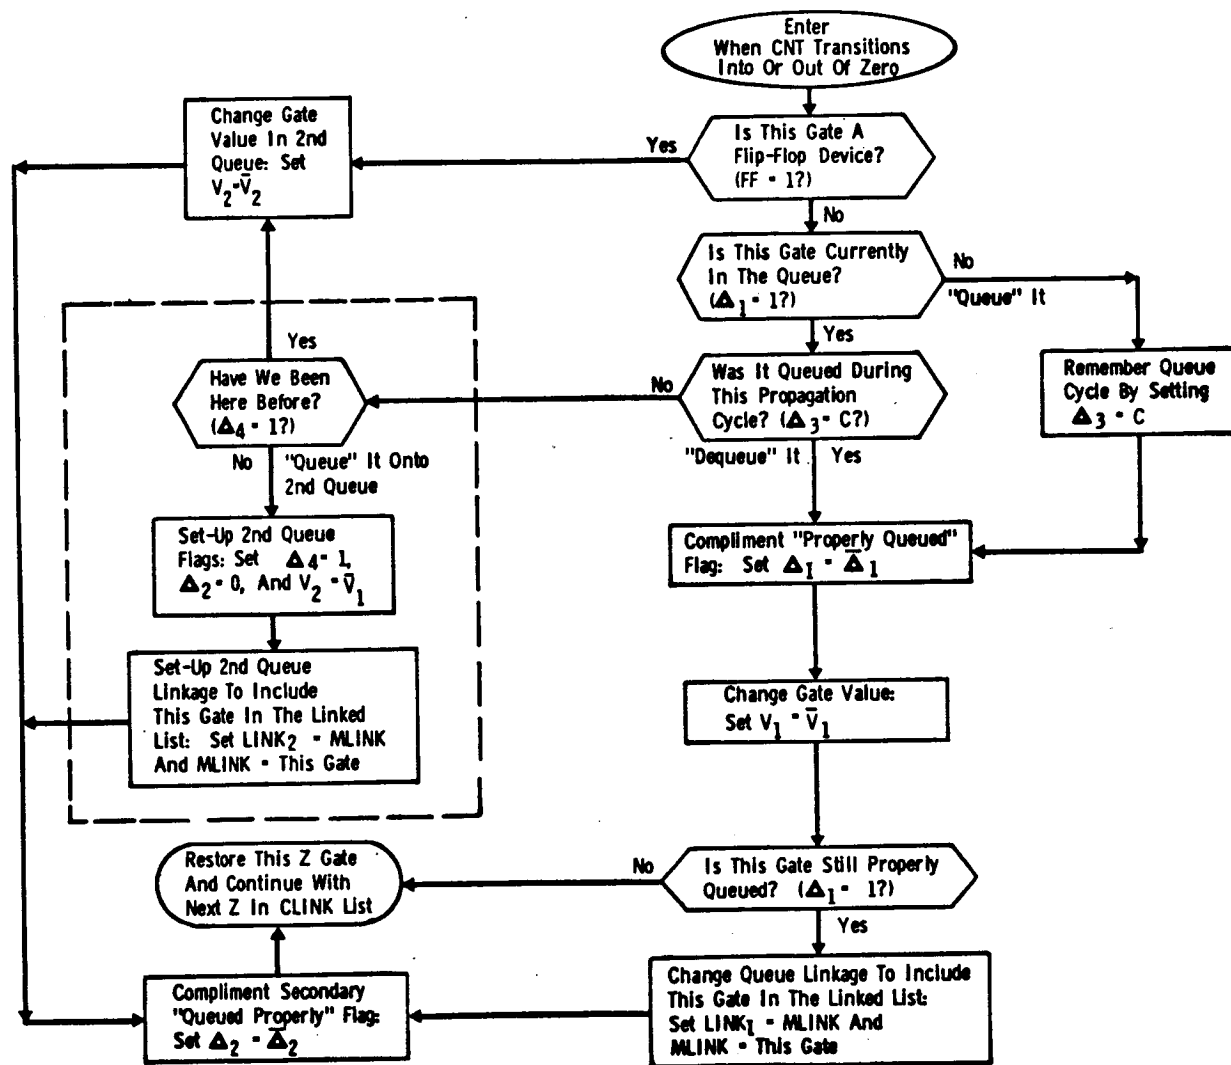 Enter
When CNT Transitions
Into Or Out Of Zero
Is This Gate A
Flip-Flop Device?
(FF = 1?)
Yes
No
Change Gate
Value In 2nd
Queue: Set
V₂=V̅₂
Is This Gate Currently
In The Queue?
(Δ₁ = 1?)
No
"Queue" It
Yes
Remember Queue
Cycle By Setting
Δ₃ = C
Was It Queued During
This Propagation
Cycle? (Δ₃ = C?)
No
"Dequeue" It
Yes
Yes
Have We Been
Here Before?
(Δ₄ = 1?)
No
"Queue" It Onto
2nd Queue
Set-Up 2nd Queue
Flags: Set Δ₄ = 1,
Δ₂ = 0, And V₂ = V̅₁
Set-Up 2nd Queue
Linkage To Include
This Gate In The Linked
List: Set LINK₂ = MLINK
And MLINK = This Gate
Compliment "Properly Queued"
Flag: Set Δ₁ = Δ̅₁
Change Gate Value:
Set V₁ = V̅₁
Is This Gate Still Properly
Queued? (Δ₁ = 1?)
No
Yes
Restore This Z Gate
And Continue With
Next Z In CLINK List
Change Queue Linkage To Include
This Gate In The Linked List:
Set LINK₁ = MLINK And
MLINK = This Gate
Compliment Secondary
"Queued Properly" Flag:
Set Δ₂ = Δ̅₂